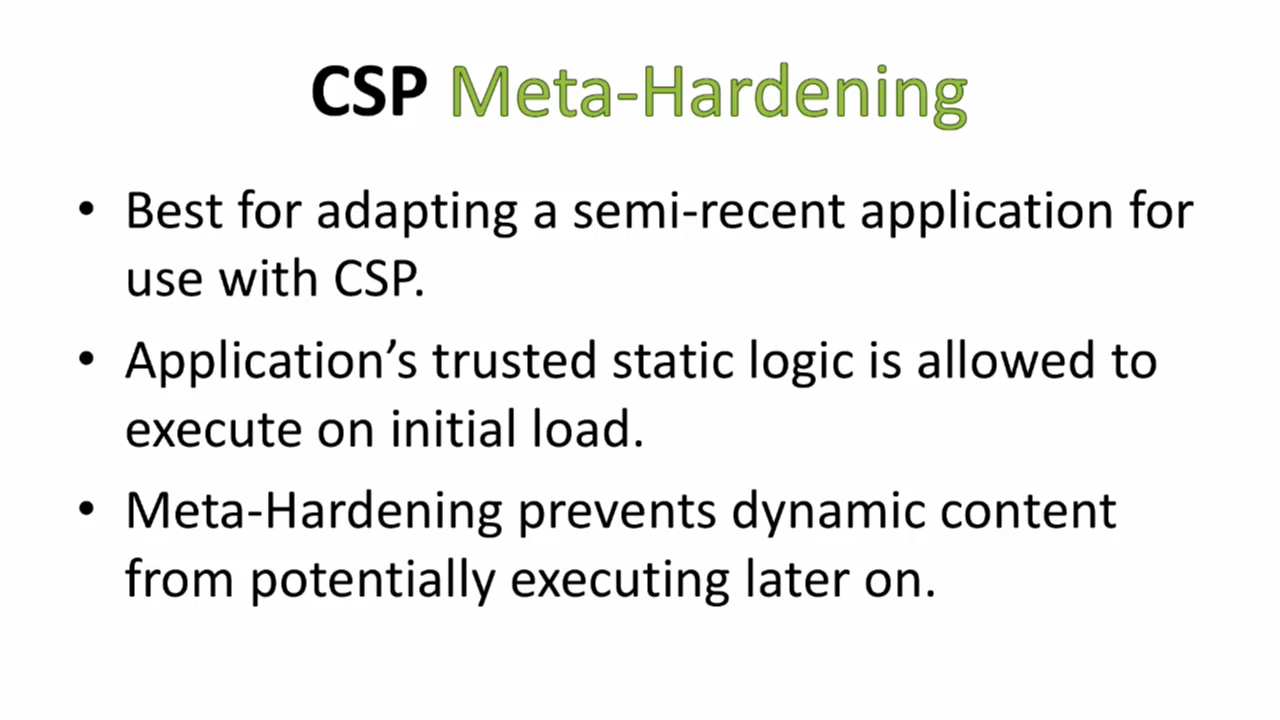 CSP Meta-Hardening
• Best for adapting a semi-recent application for
use with CSP.
• Application’s trusted static logic is allowed to
execute on initial load.
• Meta-Hardening prevents dynamic content
from potentially executing later on.